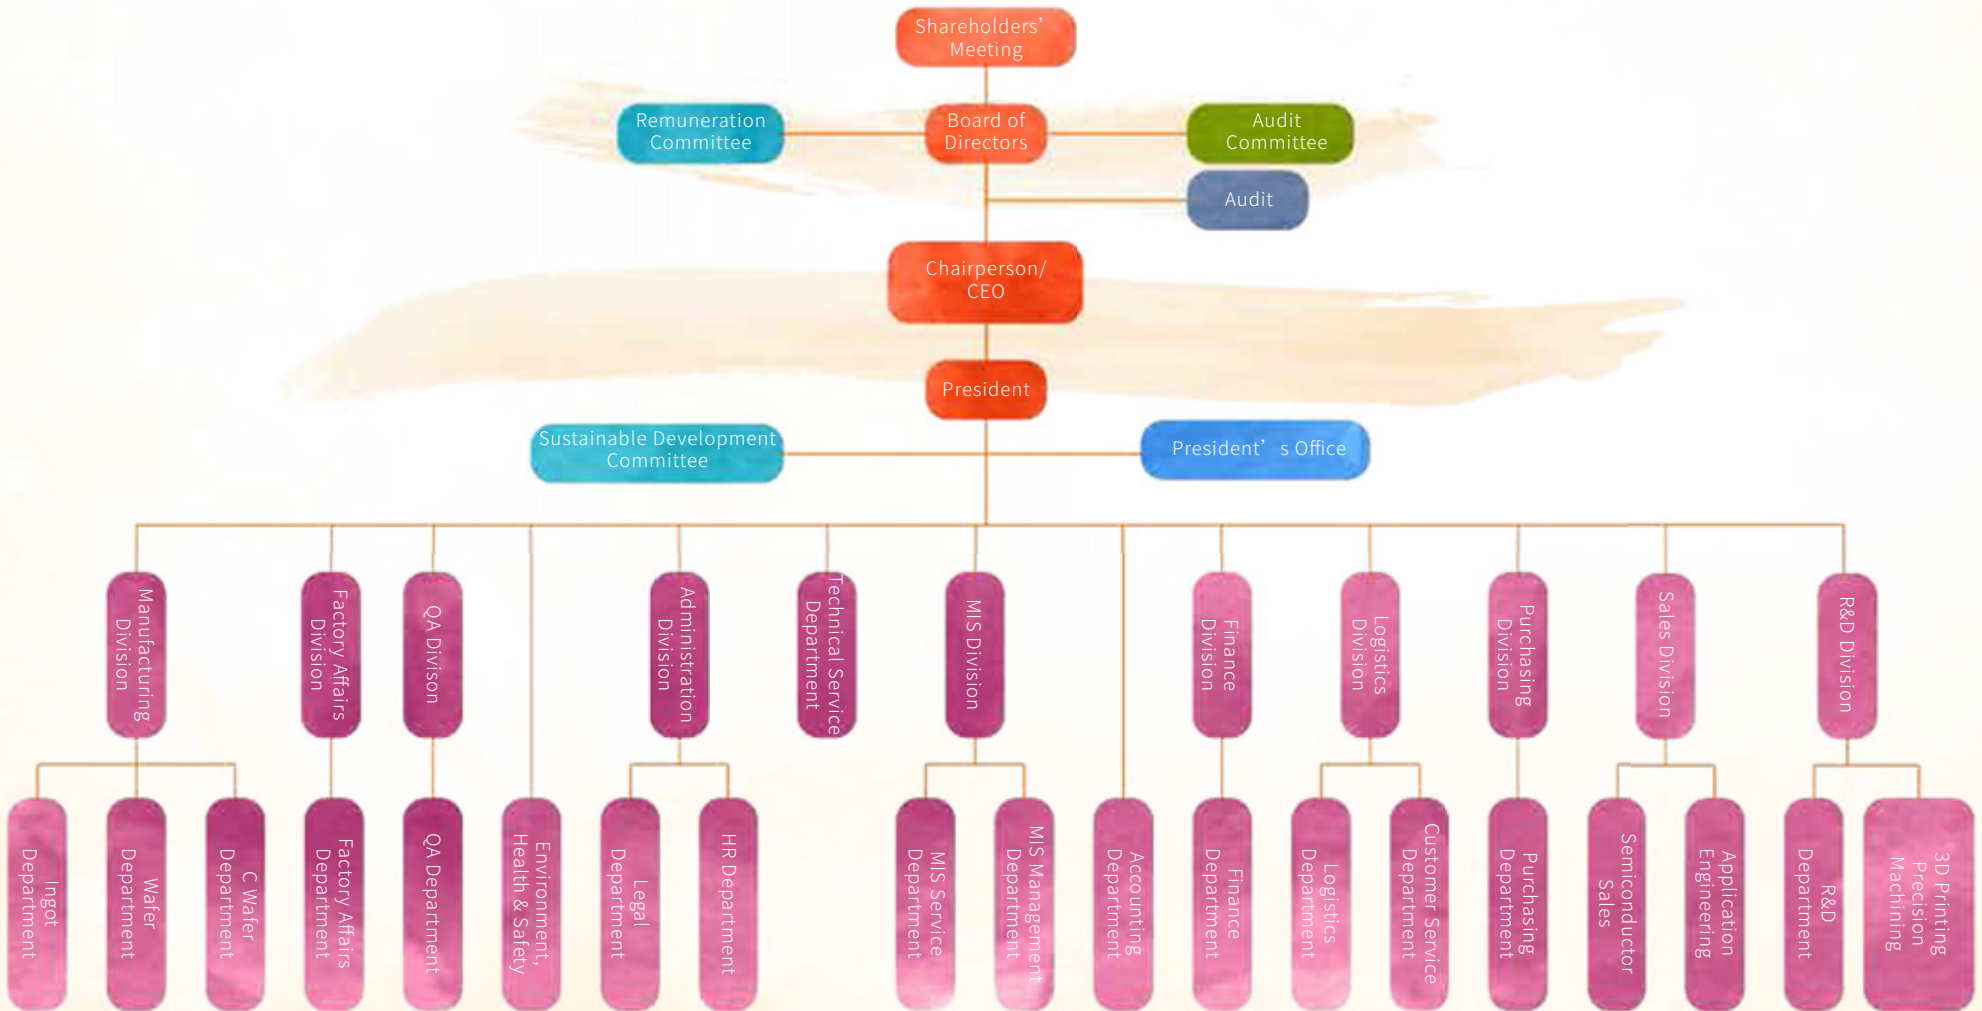 Shareholders’
Meeting
Remuneration
Committee
Board of
Directors
Audit
Committee
Audit
Chairperson/
CEO
President
Sustainable Development
Committee
President’s Office
Manufacturing
Division
Factory Affairs
Division
QA Divison
Administration
Division
Technical Service
Department
MIS Division
Finance
Division
Logistics
Division
Purchasing
Division
Sales Division
R&D Division
Ingot
Department
Wafer
Department
C Wafer
Department
Factory Affairs
Department
QA Department
Environment,
Health & Safety
Legal
Department
HR Department
MIS Service
Department
MIS Management
Department
Accounting
Department
Finance
Department
Logistics
Department
Customer Service
Department
Purchasing
Department
Semiconductor
Sales
Application
Engineering
R&D
Department
3D Printing
Precision
Machining